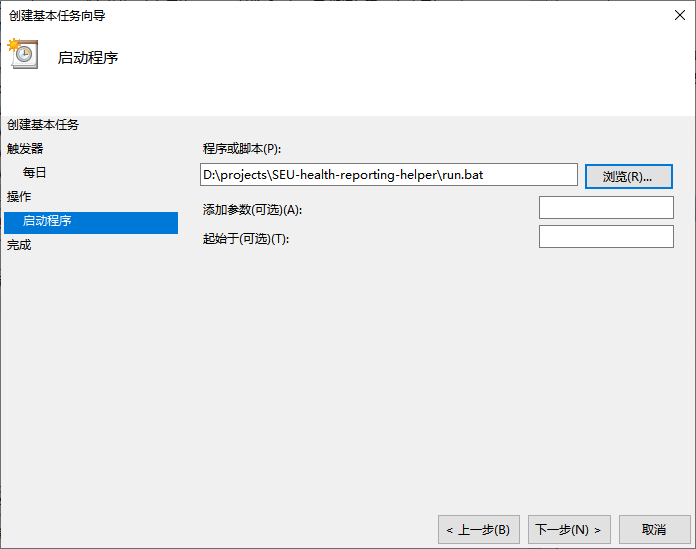 创建基本任务向导
启动程序
创建基本任务
触发器
每日
操作
启动程序
完成
程序或脚本(P):
D:\projects\SEU-health-reporting-helper\run.bat
浏览(R)...
添加参数(可选)(A):
起始于(可选)(T):
< 上一步(B)
下一步(N) >
取消